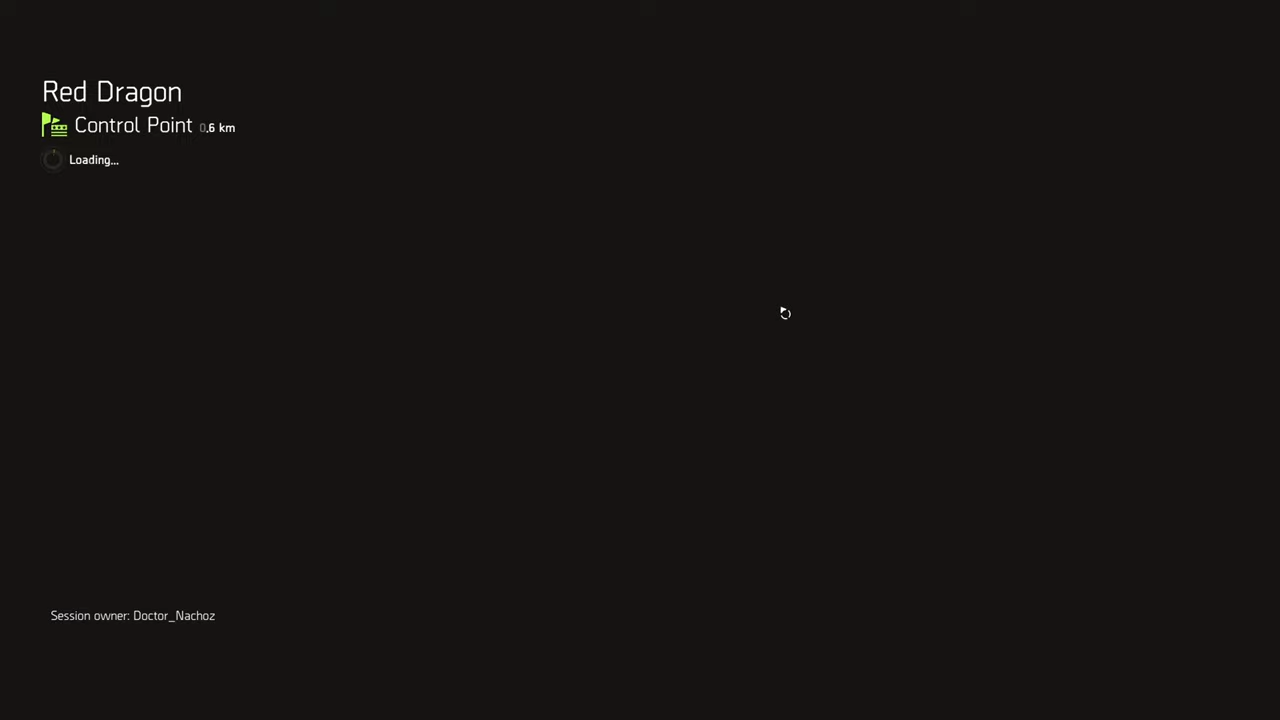 Red Dragon
Control Point 0.6 km
Loading...
Session owner: Doctor_Nachoz